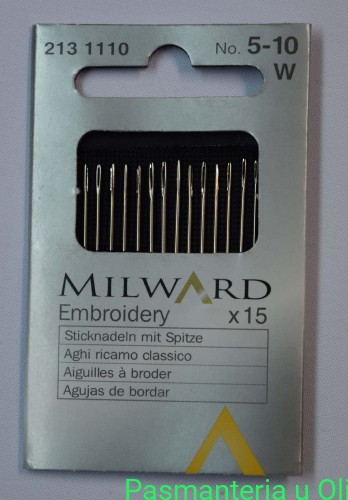 213 1110 No. 5-10
W
MILWARD
Embroidery x15
Sticknadeln mit Spitze
Aghi ricamo classico
Aiguilles à broder
Agujas de bordar
Pasmanteria u Oli